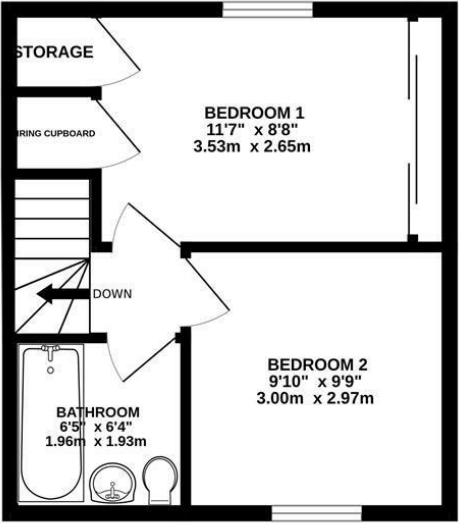 STORAGE
BEDROOM 1
11'7" x 8'8"
3.53m x 2.65m
IRING CUPBOARD
DOWN
BEDROOM 2
9'10" x 9'9"
3.00m x 2.97m
BATHROOM
6'5" x 6'4"
1.96m x 1.93m